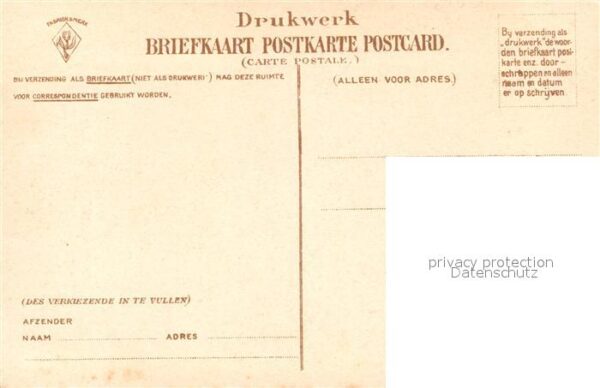 FABRIEKSMERK
Drukwerk
BRIEFKAART POSTKARTE POSTCARD.
(CARTE POSTALE.)
BIJ VERZENDING ALS BRIEFKAART (NIET ALS DRUKWERK) MAG DEZE RUIMTE
VOOR CORRESPONDENTIE GEBRUIKT WORDEN.
(ALLEEN VOOR ADRES.)
By verzending als
„drukwerk" de woor-
den briefkaart post-
karte enz. door-
schrappen en alleen
naam en datum
er op schrijven
(DES VERKIEZENDE IN TE VULLEN)
AFZENDER
NAAM ADRES
privacy protection
Datenschutz